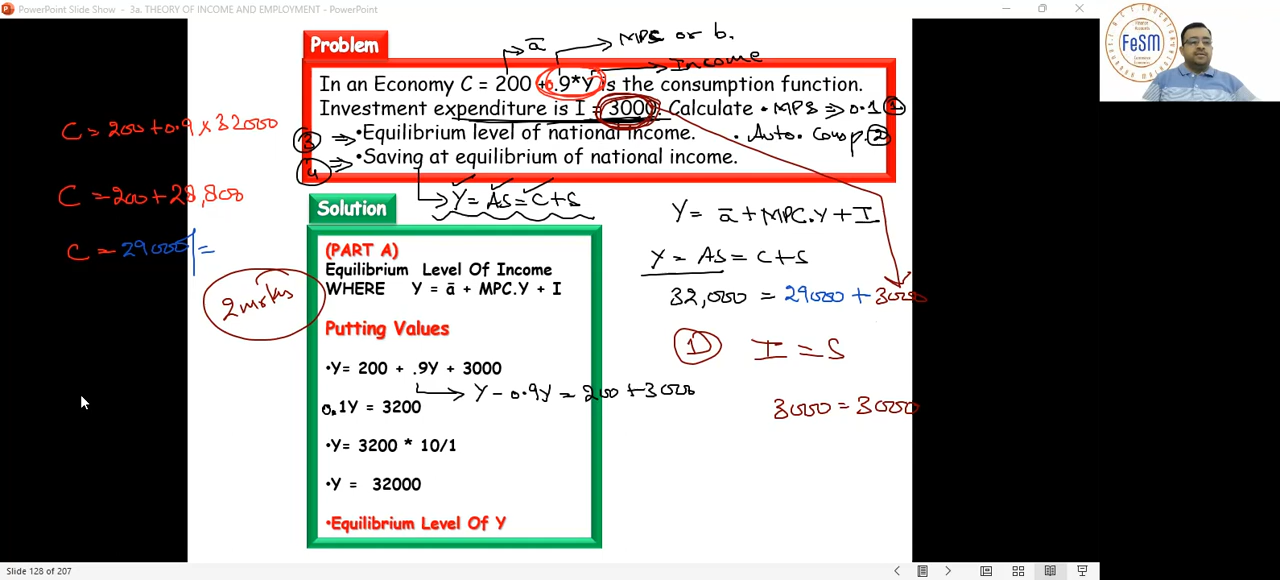 PowerPoint Slide Show - 3a. THEORY OF INCOME AND EMPLOYMENT - PowerPoint
FeSM
Problem
ā
MPS or b.
Income
In an Economy C = 200 +0.9*Y is the consumption function.
Investment expenditure is I = 3000. Calculate • MPS ⇒ 0.1 ①
③ ⇒ •Equilibrium level of national income. • Auto. Consp. ②
④ ⇒ •Saving at equilibrium of national income.
C = 200 + 0.9 x 32000
C = 200 + 28,800
C = 29000/=
2 mrks
Y = AS = C + S
Solution
(PART A)
Equilibrium Level Of Income
WHERE Y = ā + MPC.Y + I
Putting Values
•Y= 200 + .9Y + 3000
Y - 0.9Y = 200 + 3000
0.1Y = 3200
•Y= 3200 * 10/1
•Y = 32000
•Equilibrium Level Of Y
Y = ā + MPC.Y + I
Y = AS = C + S
32,000 = 29000 + 3000
① I = S
3000 = 3000
Slide 128 of 207